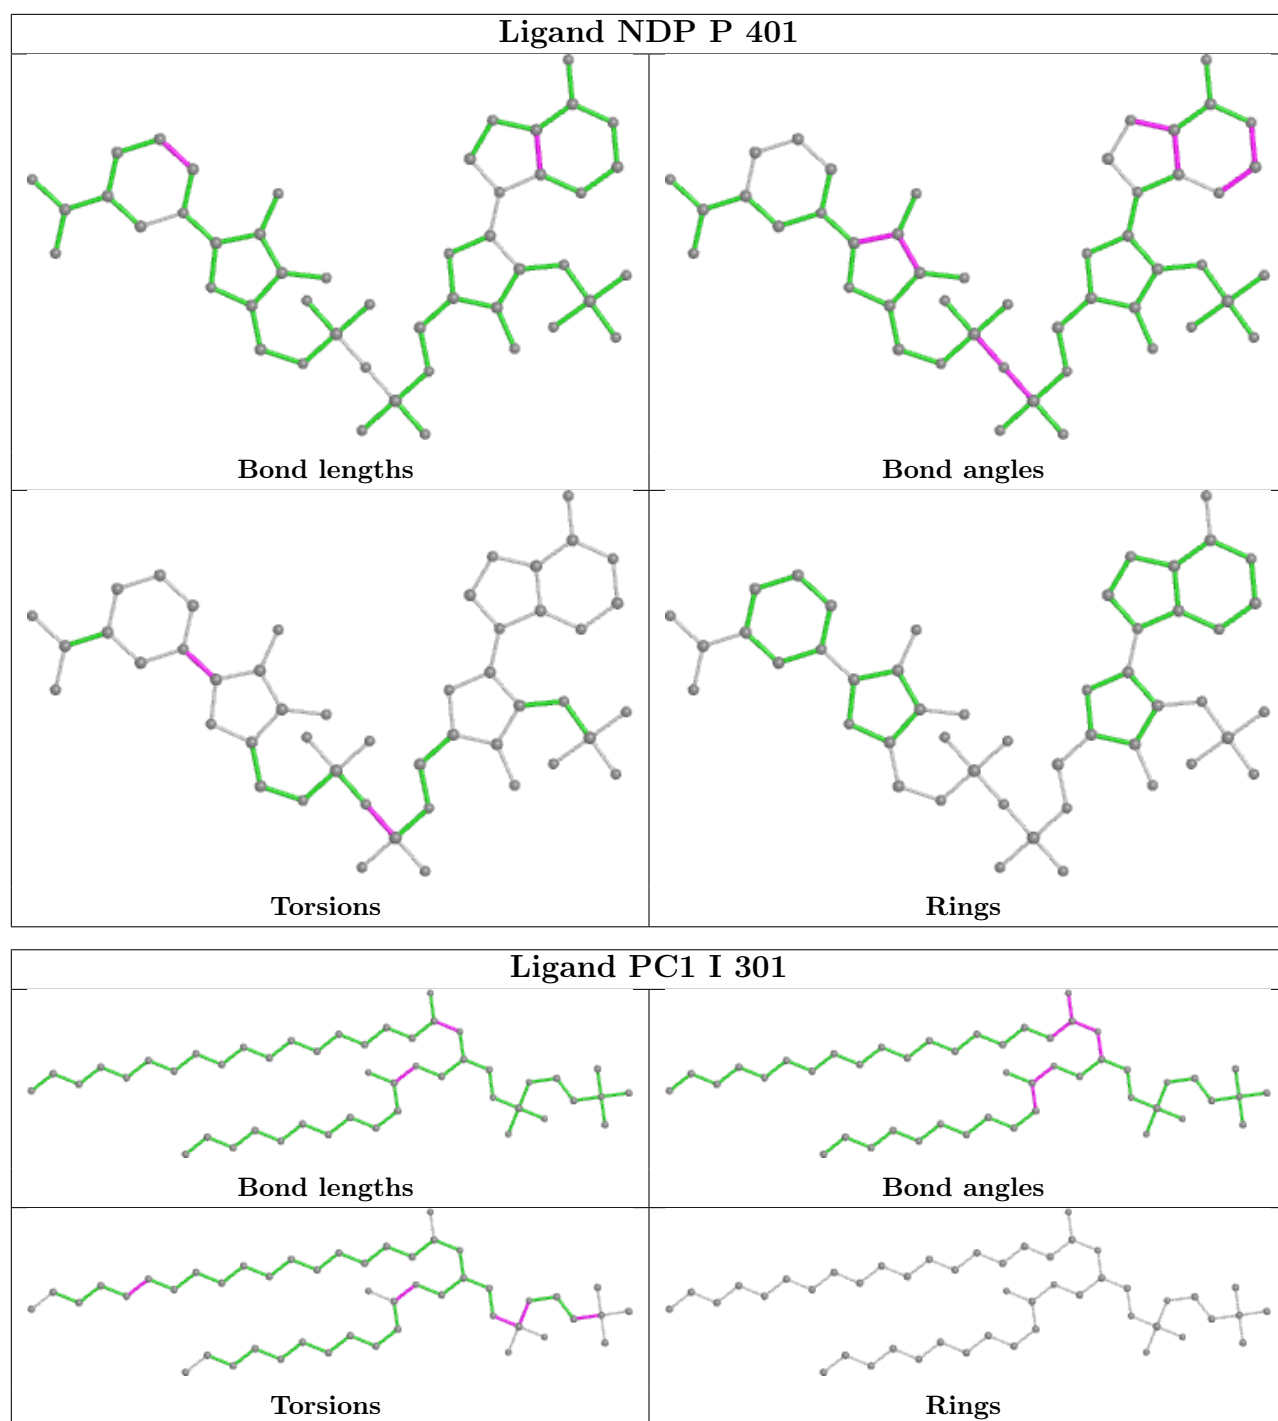 Ligand NDP P 401
Bond lengths
Bond angles
Torsions
Rings
Ligand PC1 I 301
Bond lengths
Bond angles
Torsions
Rings